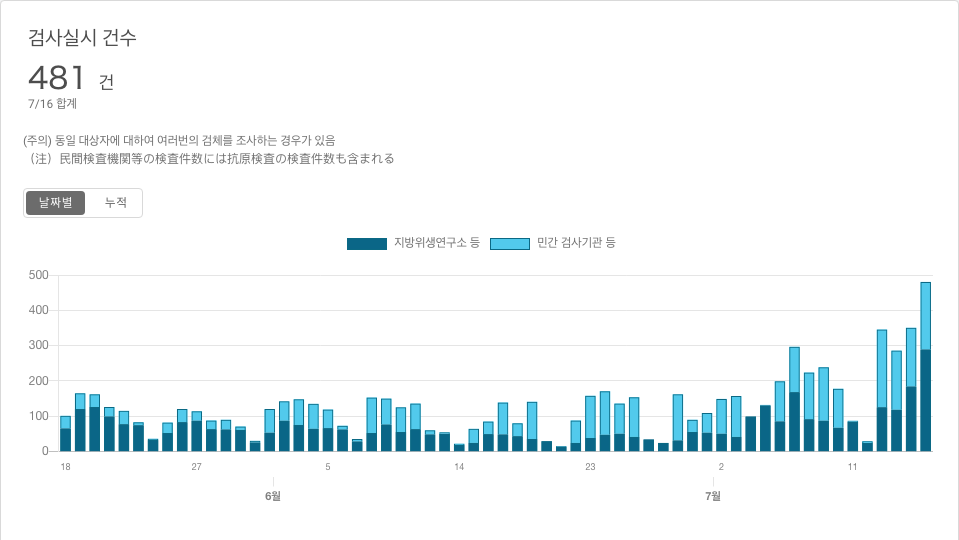 검사실시 건수
481 건
7/16 합계
(주의) 동일 대상자에 대하여 여러번의 검체를 조사하는 경우가 있음
（注）民間検査機関等の検査件数には抗原検査の検査件数も含まれる
날짜별 누적
지방위생연구소 등 민간 검사기관 등
500
400
300
200
100
0
18 27 5 14 23 2 11
6월 7월